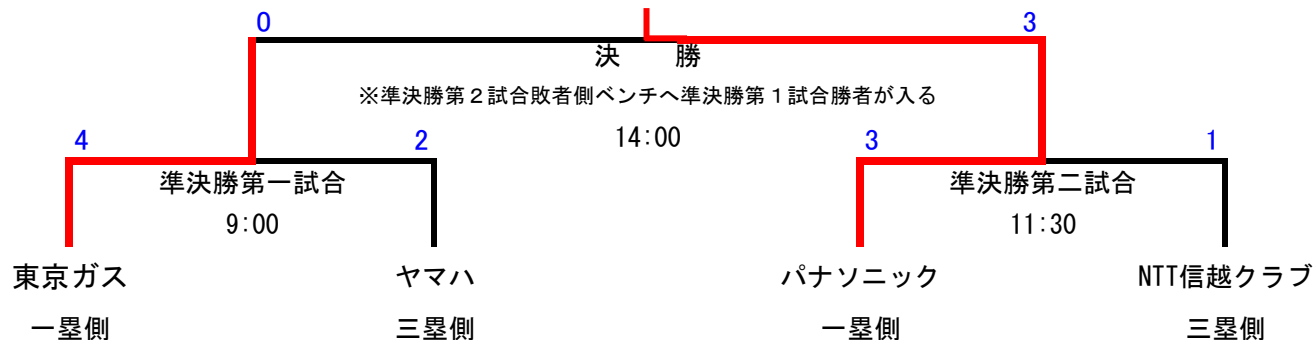 0 3
決 勝
※準決勝第２試合敗者側ベンチへ準決勝第１試合勝者が入る
14:00
4 2 3 1
準決勝第一試合 準決勝第二試合
9:00 11:30
東京ガス ヤマハ パナソニック NTT信越クラブ
一塁側 三塁側 一塁側 三塁側